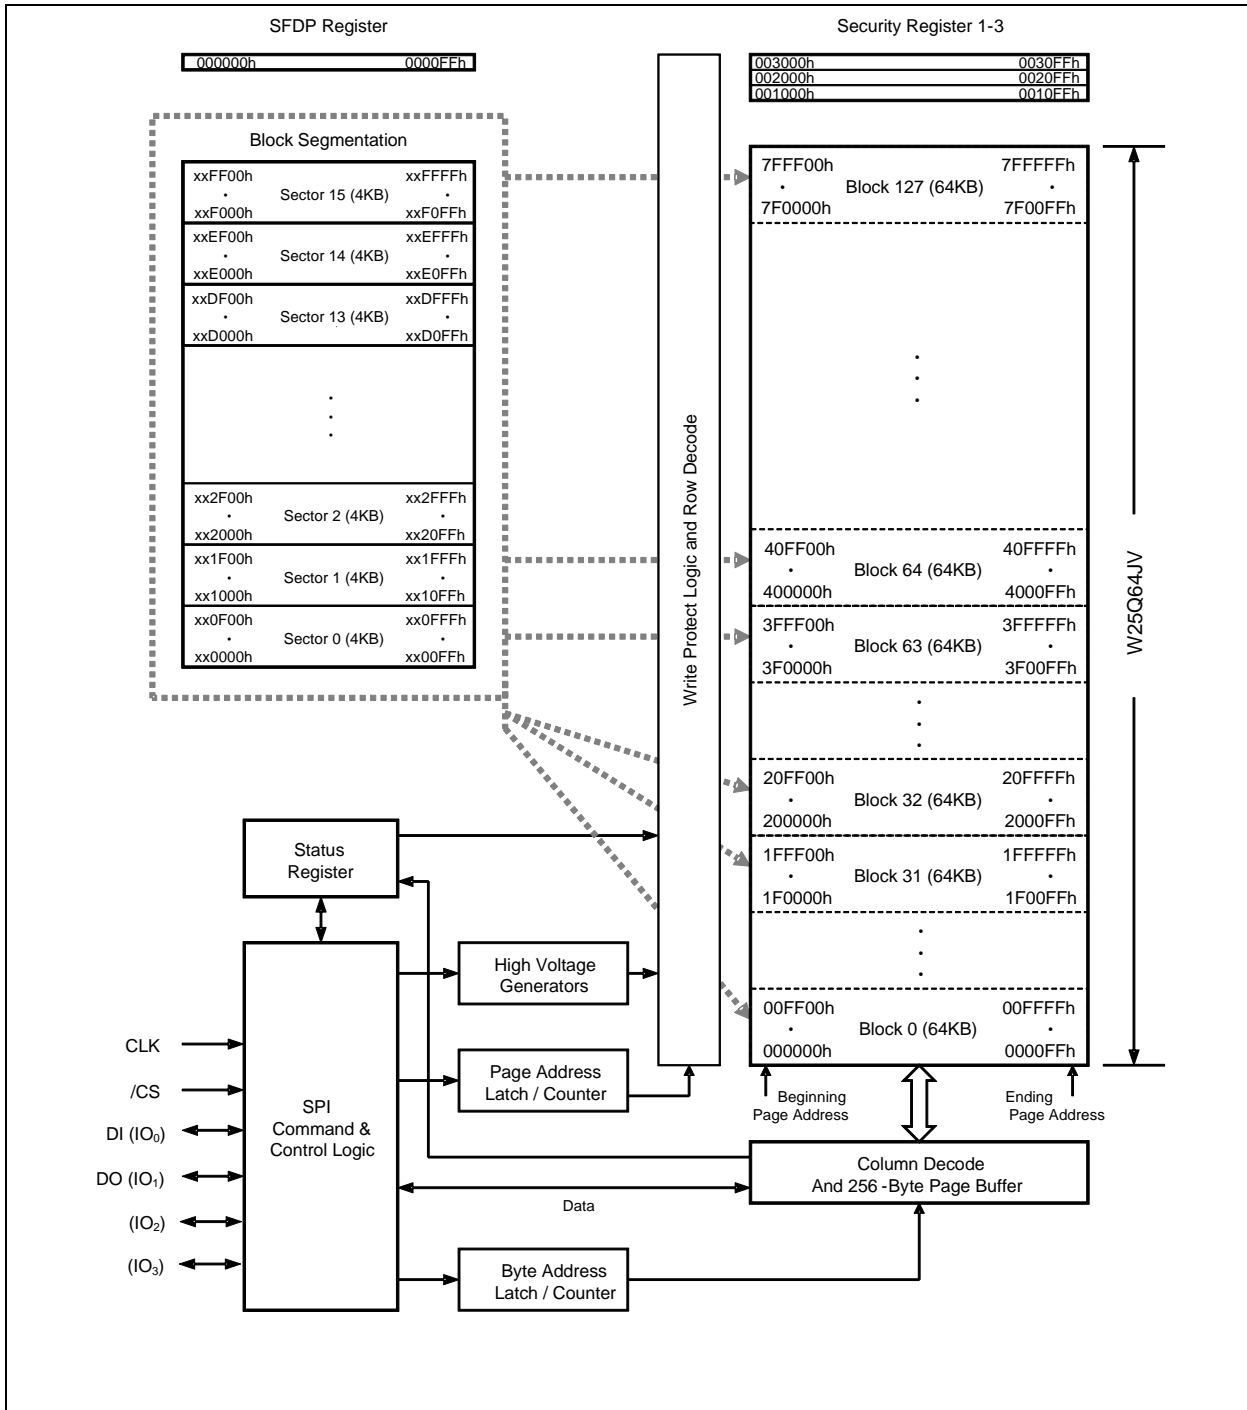 SFDP Register
000000h 0000FFh
Block Segmentation
xxFF00h xxFFFFh
• Sector 15 (4KB) •
xxF000h xxF0FFh
xxEF00h xxEFFFh
• Sector 14 (4KB) •
xxE000h xxE0FFh
xxDF00h xxDFFFh
• Sector 13 (4KB) •
xxD000h xxD0FFh
xx2F00h xx2FFFh
• Sector 2 (4KB) •
xx2000h xx20FFh
xx1F00h xx1FFFh
• Sector 1 (4KB) •
xx1000h xx10FFh
xx0F00h xx0FFFh
• Sector 0 (4KB) •
xx0000h xx00FFh
Write Protect Logic and Row Decode
Security Register 1-3
003000h 0030FFh
002000h 0020FFh
001000h 0010FFh
7FFF00h 7FFFFFh
• Block 127 (64KB) •
7F0000h 7F00FFh
40FF00h 40FFFFh
• Block 64 (64KB) •
400000h 4000FFh
3FFF00h 3FFFFFh
• Block 63 (64KB) •
3F0000h 3F00FFh
20FF00h 20FFFFh
• Block 32 (64KB) •
200000h 2000FFh
1FFF00h 1FFFFFh
• Block 31 (64KB) •
1F0000h 1F00FFh
00FF00h 00FFFFh
• Block 0 (64KB) •
000000h 0000FFh
W25Q64JV
Beginning
Page Address
Ending
Page Address
Status
Register
High Voltage
Generators
Page Address
Latch / Counter
SPI
Command &
Control Logic
CLK
/CS
DI (IO₀)
DO (IO₁)
(IO₂)
(IO₃)
Column Decode
And 256 -Byte Page Buffer
Data
Byte Address
Latch / Counter